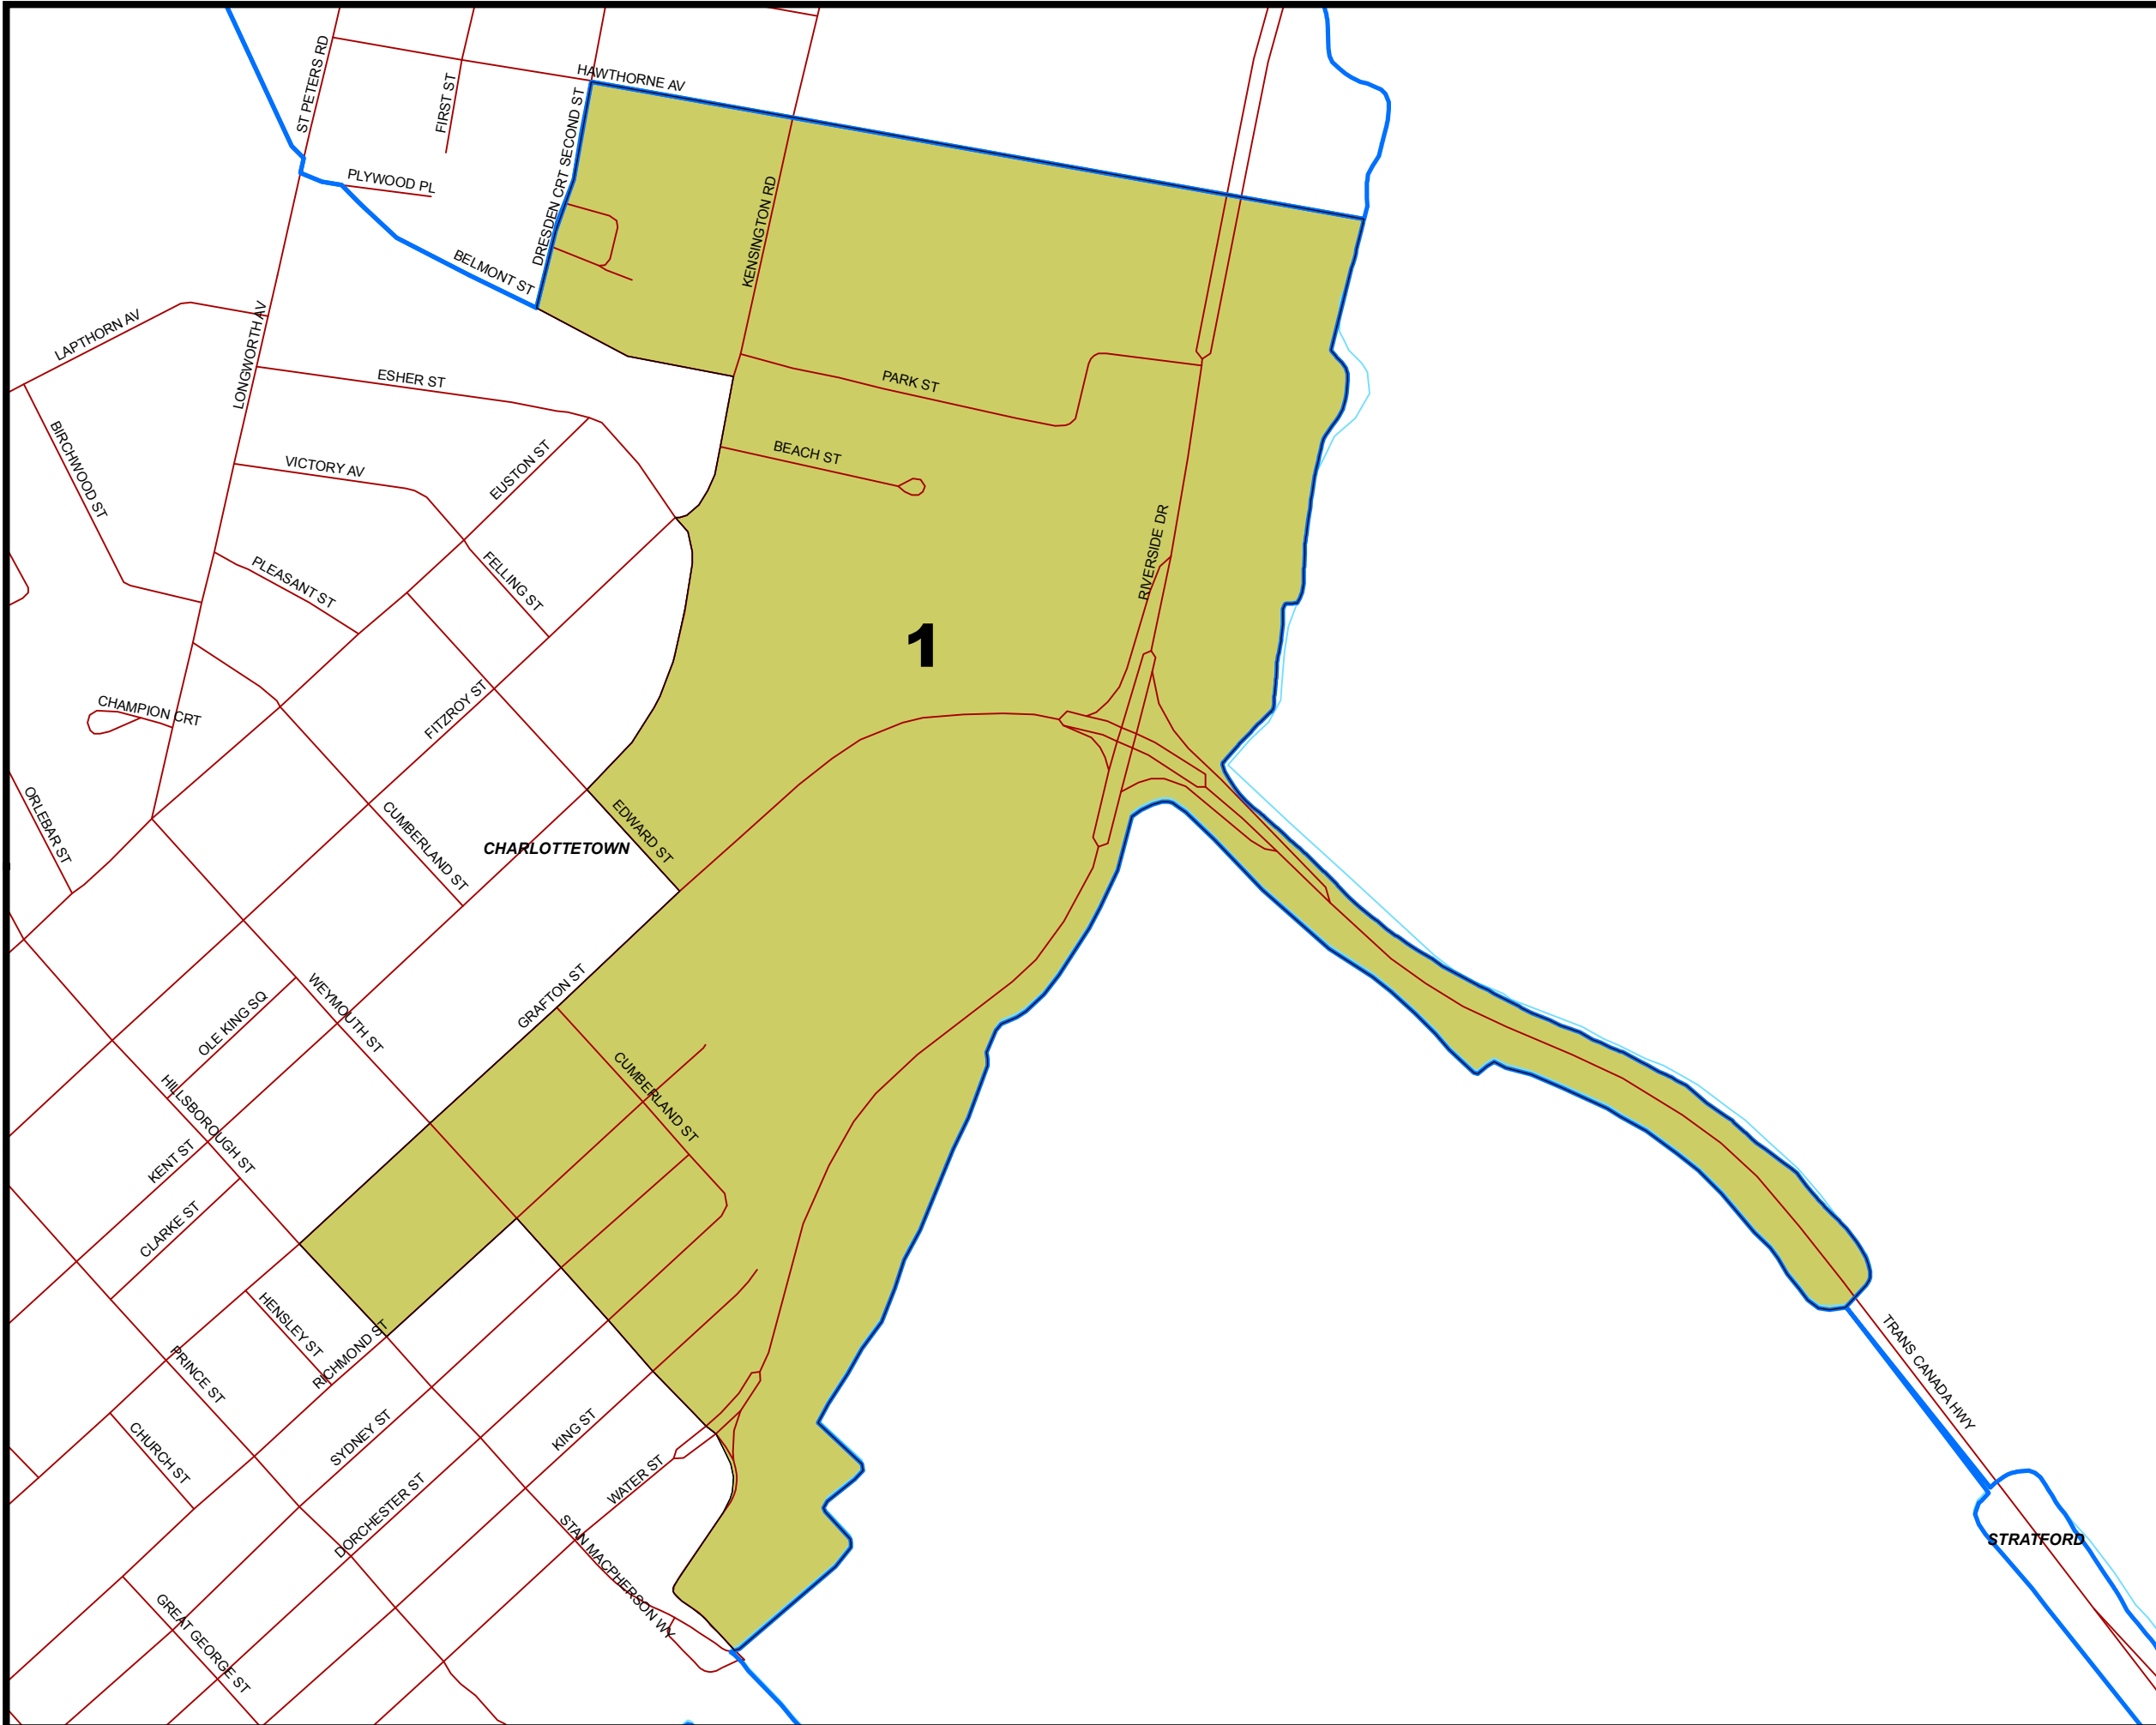 HAWTHORNE AV
ST PETERS RD
FIRST ST
SECOND ST
DRESDEN CRT
PLYWOOD PL
KENSINGTON RD
BELMONT ST
LAPTHORN AV
LONGWORTH AV
ESHER ST
PARK ST
BIRCHWOOD ST
VICTORY AV
EUSTON ST
BEACH ST
RIVERSIDE DR
PLEASANT ST
FELLING ST
1
CHAMPION CRT
FITZROY ST
ORLEBAR ST
CUMBERLAND ST
CHARLOTTETOWN
EDWARD ST
GRAFTON ST
OLE KING SQ
WEYMOUTH ST
CUMBERLAND ST
HILLSBOROUGH ST
KENT ST
CLARKE ST
HENSLEY ST
RICHMOND ST
PRINCE ST
TRANS CANADA HWY
CHURCH ST
SYDNEY ST
KING ST
WATER ST
DORCHESTER ST
STAN MACPHERSON WY
STRATFORD
GREAT GEORGE ST